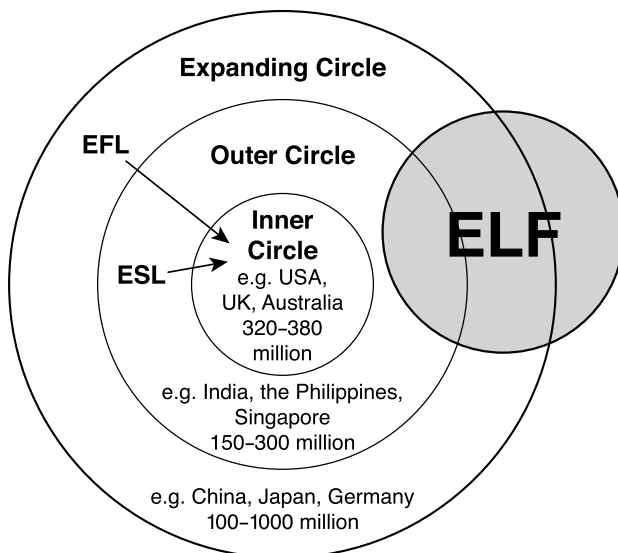 Expanding Circle
EFL
Outer Circle
Inner
Circle
ELF
ESL
e.g. USA,
UK, Australia
320–380
million
e.g. India, the Philippines,
Singapore
150–300 million
e.g. China, Japan, Germany
100–1000 million